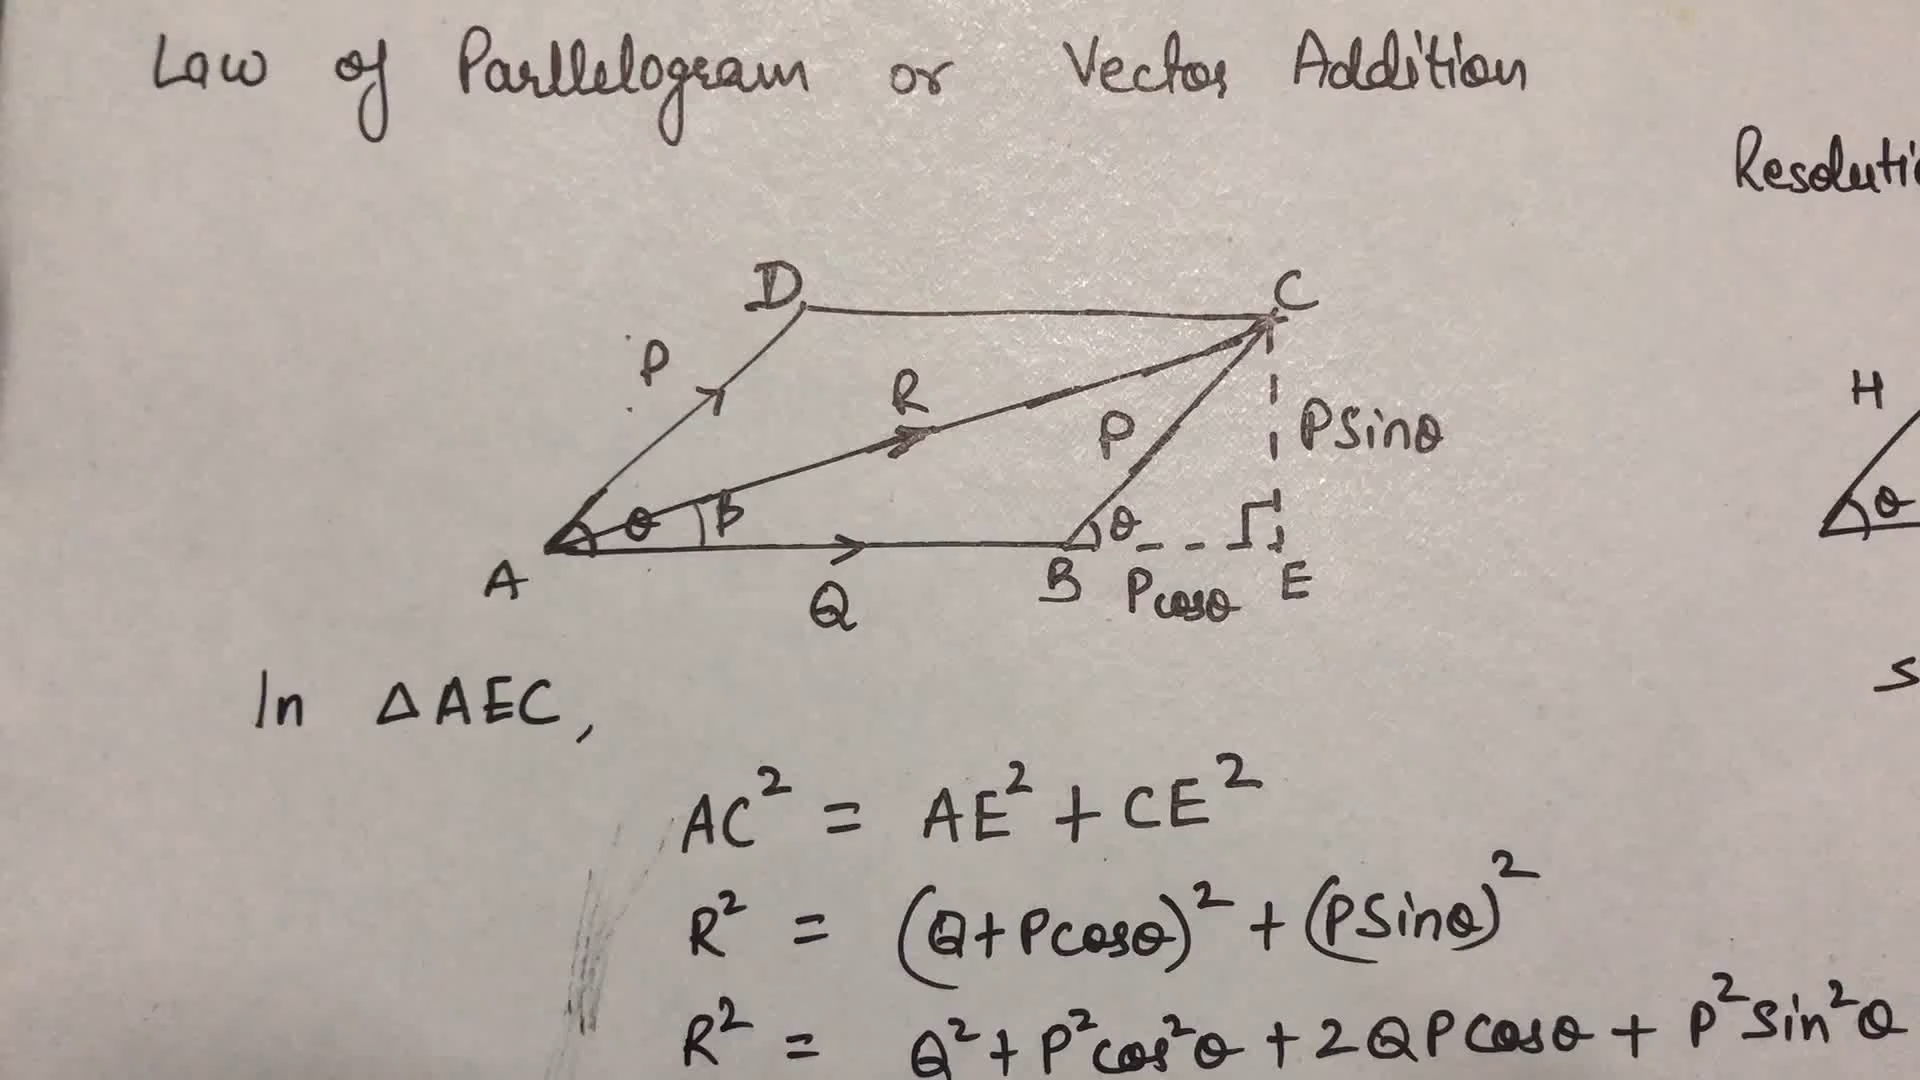 Law of Parllelogram or Vector Addition
Resoluti
D
C
P
R
P
PSinθ
H
θ
β
θ
θ
A
Q
B
Pcosθ
E
In ΔAEC,
S
AC² = AE² + CE²
R² = (Q+Pcosθ)² + (PSinθ)²
R² = Q² + P²cos²θ + 2QPcosθ + P²sin²θ